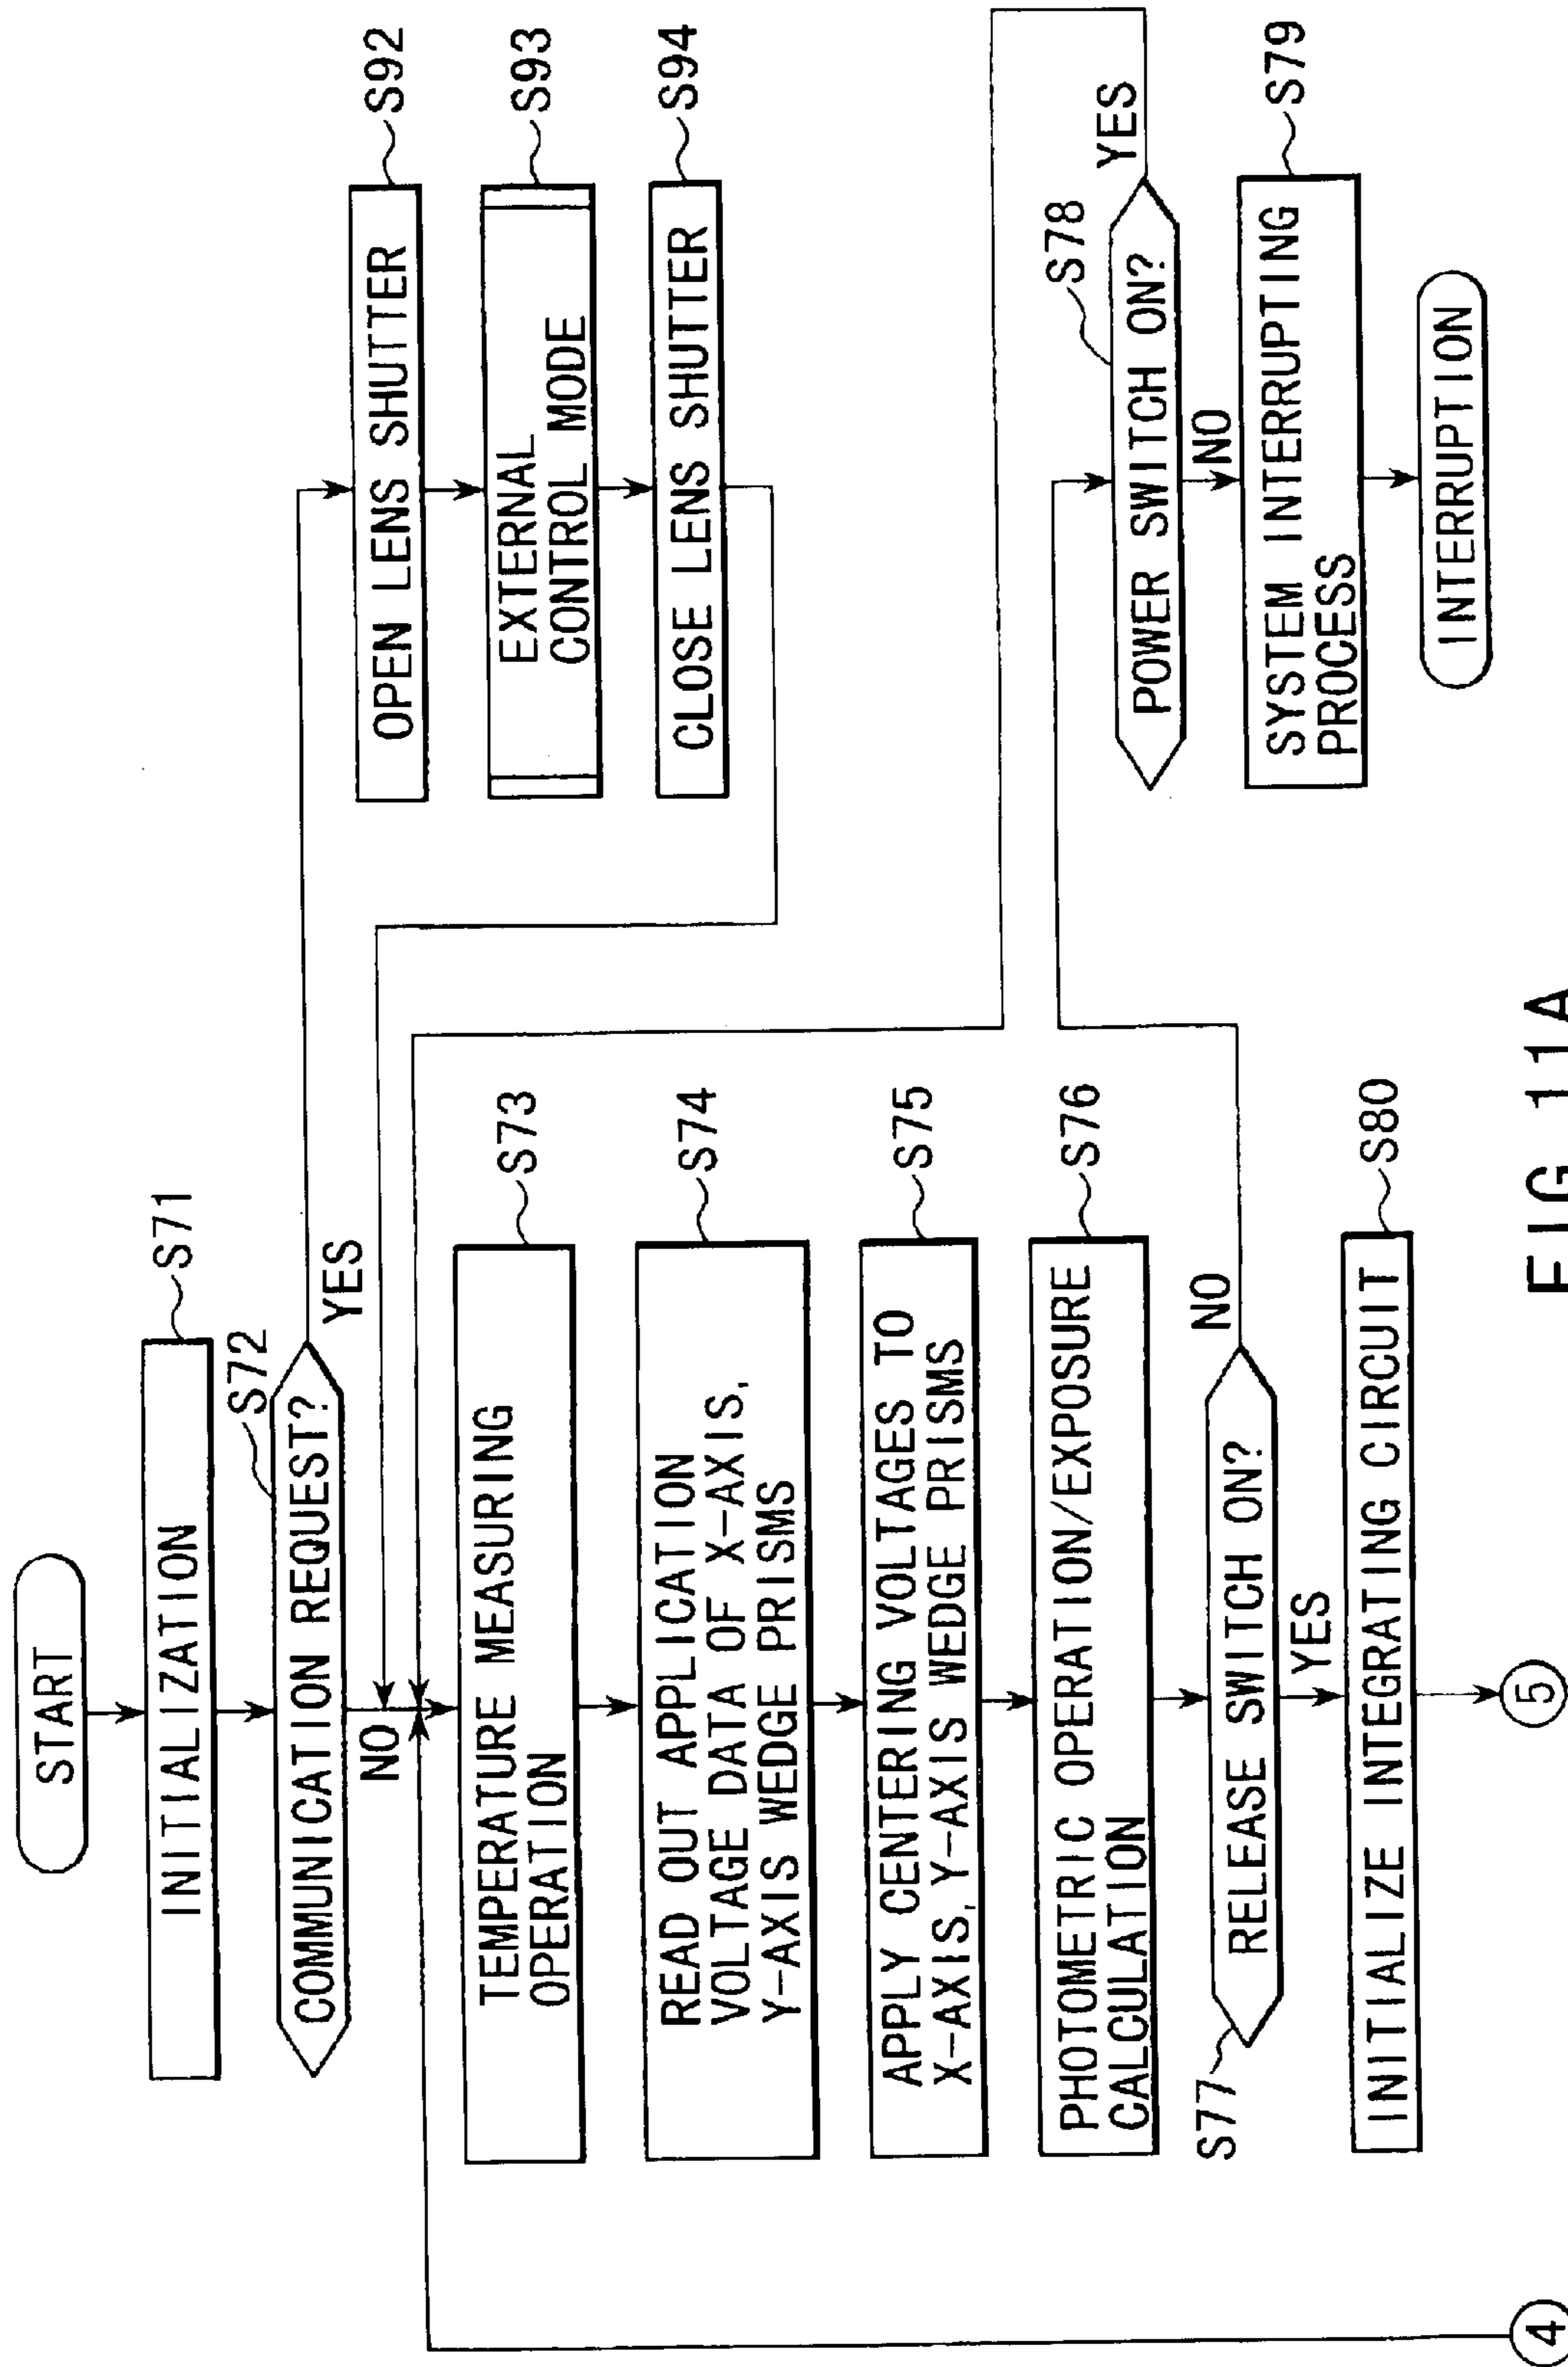 START
INITIALIZATION
S71
S72
COMMUNICATION REQUEST?
YES
NO
TEMPERATURE MEASURING
OPERATION
S73
READ OUT APPLICATION
VOLTAGE DATA OF X-AXIS,
Y-AXIS WEDGE PRISMS
S74
APPLY CENTERING VOLTAGES TO
X-AXIS, Y-AXIS WEDGE PRISMS
S75
PHOTOMETRIC OPERATION/EXPOSURE
CALCULATION
S76
S77
RELEASE SWITCH ON?
NO
YES
INITIALIZE INTEGRATING CIRCUIT
S80
4
5
OPEN LENS SHUTTER
S92
EXTERNAL
CONTROL MODE
S93
CLOSE LENS SHUTTER
S94
S78
POWER SWITCH ON?
YES
NO
SYSTEM INTERRUPTING
PROCESS
S79
INTERRUPTION
FIG. 11A